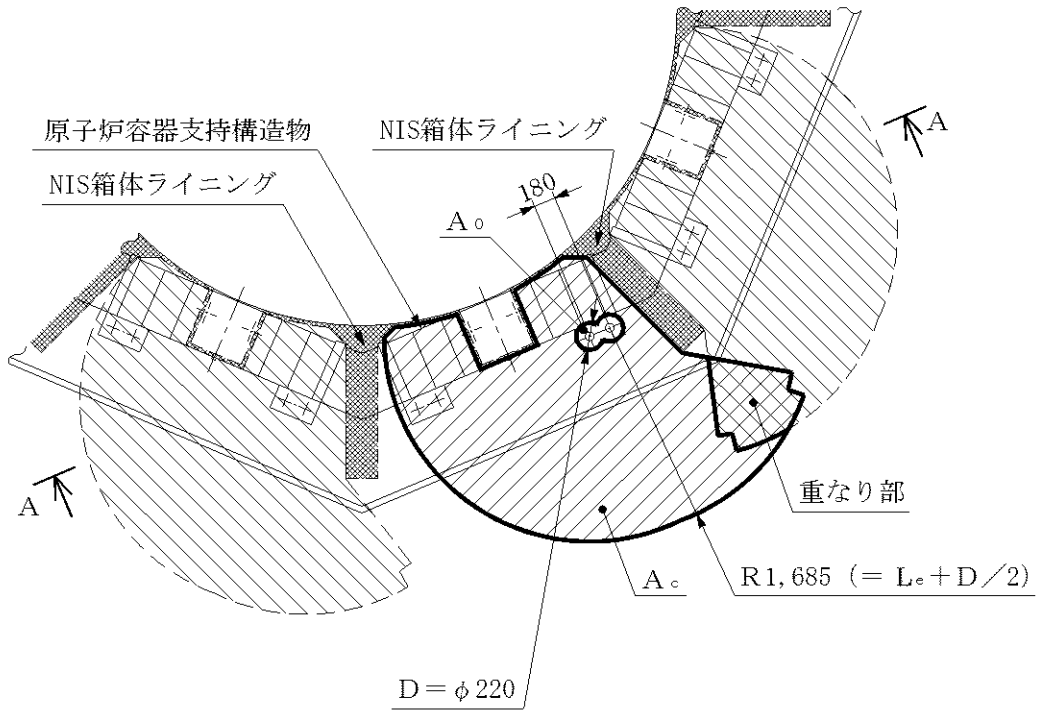 原子炉容器支持構造物
NIS箱体ライニング
NIS箱体ライニング
180
A₀
A
A
重なり部
A꜀
R1,685 (= Lₑ+D/2)
D=φ220